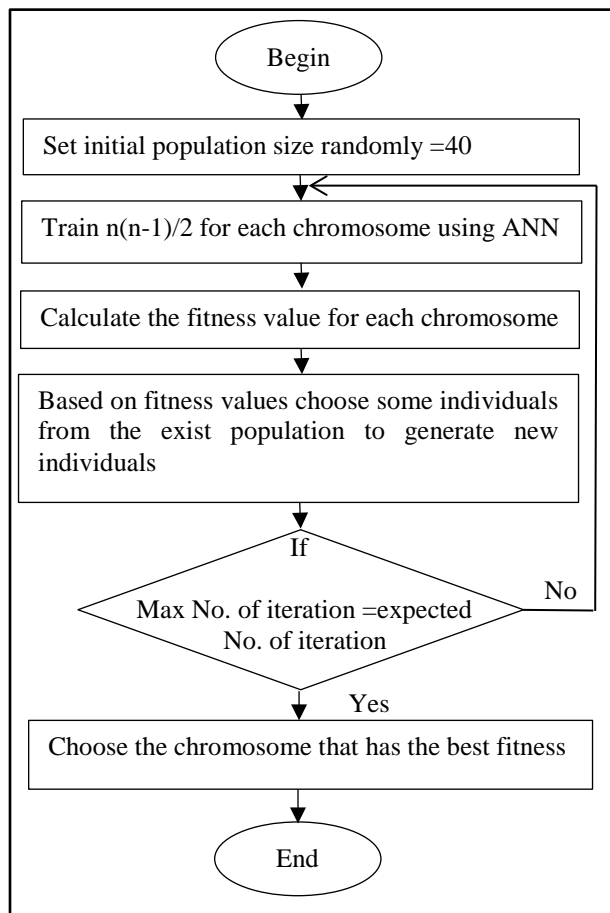 Begin
Set initial population size randomly =40
Train n(n-1)/2 for each chromosome using ANN
Calculate the fitness value for each chromosome
Based on fitness values choose some individuals
from the exist population to generate new
individuals
If
Max No. of iteration =expected
No. of iteration
No
Yes
Choose the chromosome that has the best fitness
End